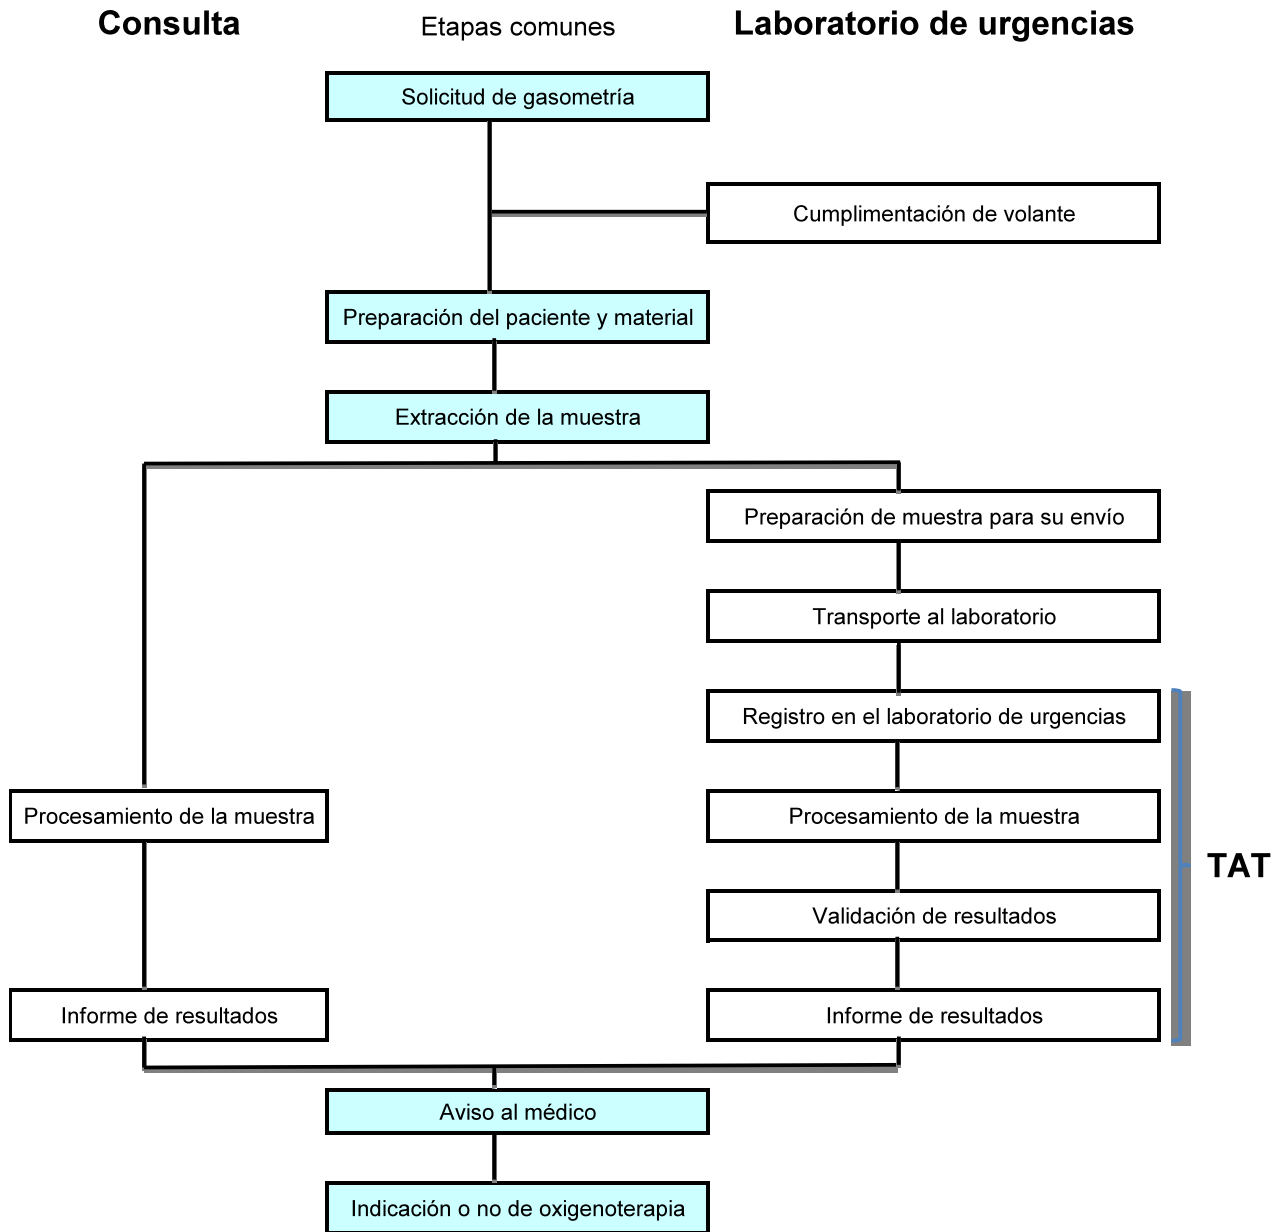 Consulta
Etapas comunes
Laboratorio de urgencias
Solicitud de gasometría
Cumplimentación de volante
Preparación del paciente y material
Extracción de la muestra
Preparación de muestra para su envío
Transporte al laboratorio
Registro en el laboratorio de urgencias
Procesamiento de la muestra
Procesamiento de la muestra
TAT
Validación de resultados
Informe de resultados
Informe de resultados
Aviso al médico
Indicación o no de oxigenoterapia